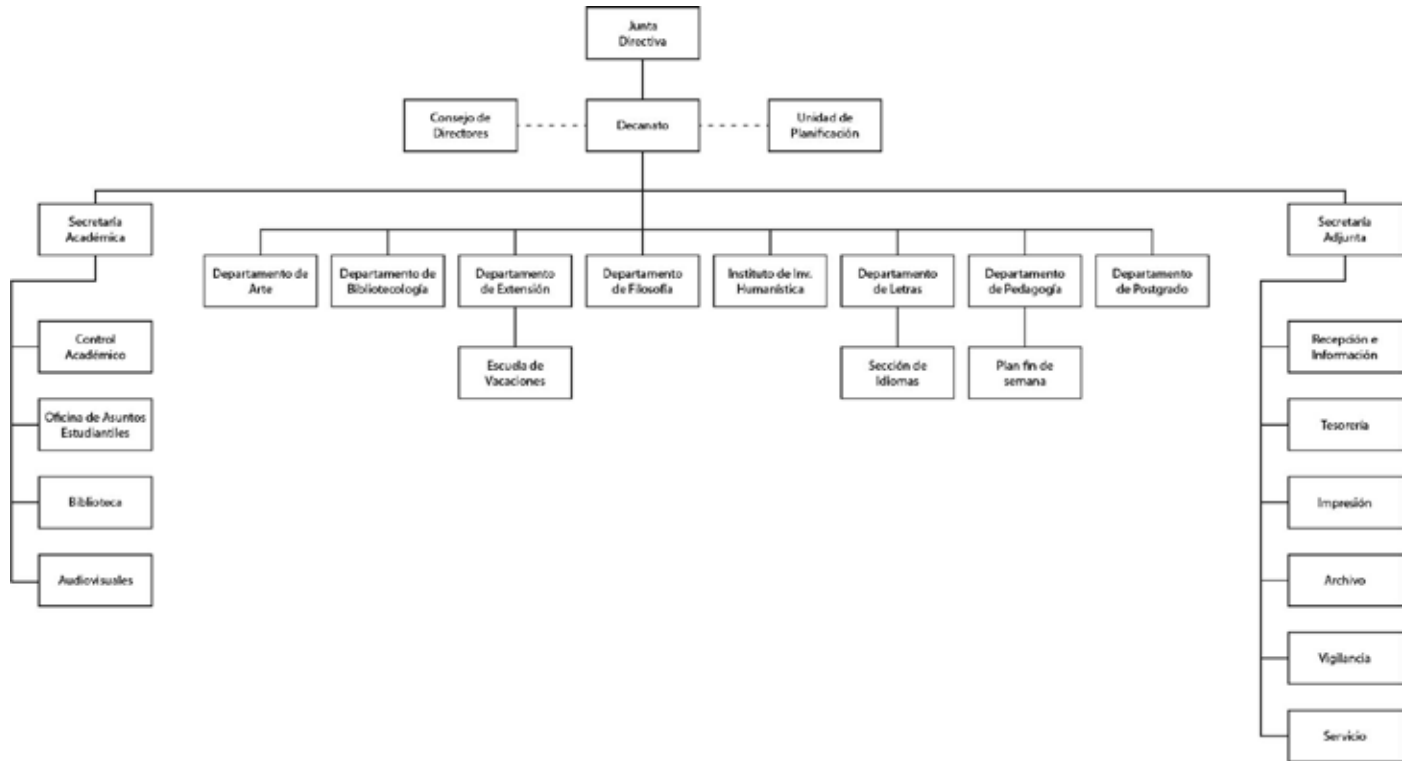 Junta
Directiva
Consejo de
Directores
Decanato
Unidad de
Planificación
Secretaría
Académica
Secretaría
Adjunta
Departamento de
Arte
Departamento de
Bibliotecología
Departamento
de Extensión
Departamento
de Filosofía
Instituto de Inv.
Humanística
Departamento
de Letras
Departamento
de Pedagogía
Departamento
de Postgrado
Control
Académico
Escuela de
Vacaciones
Sección de
Idiomas
Plan fin de
semana
Recepción e
Información
Oficina de Asuntos
Estudiantiles
Tesorería
Biblioteca
Impresión
Audiovisuales
Archivo
Vigilancia
Servicio